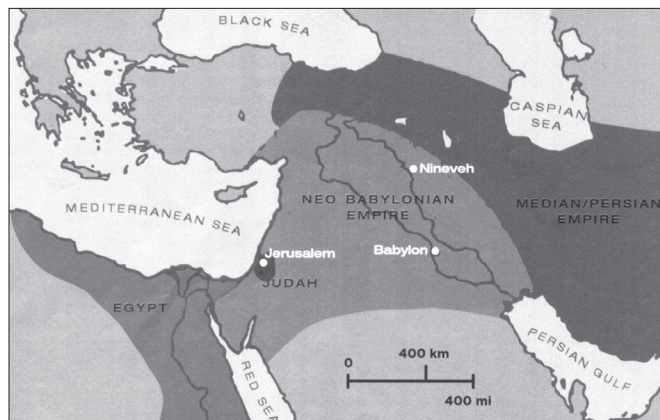 BLACK SEA
CASPIAN
SEA
Nineveh
NEO BABYLONIAN
EMPIRE
MEDIAN/PERSIAN
EMPIRE
MEDITERRANEAN SEA
Babylon
Jerusalem
JUDAH
EGYPT
PERSIAN GULF
RED SEA
0
400 km
400 mi